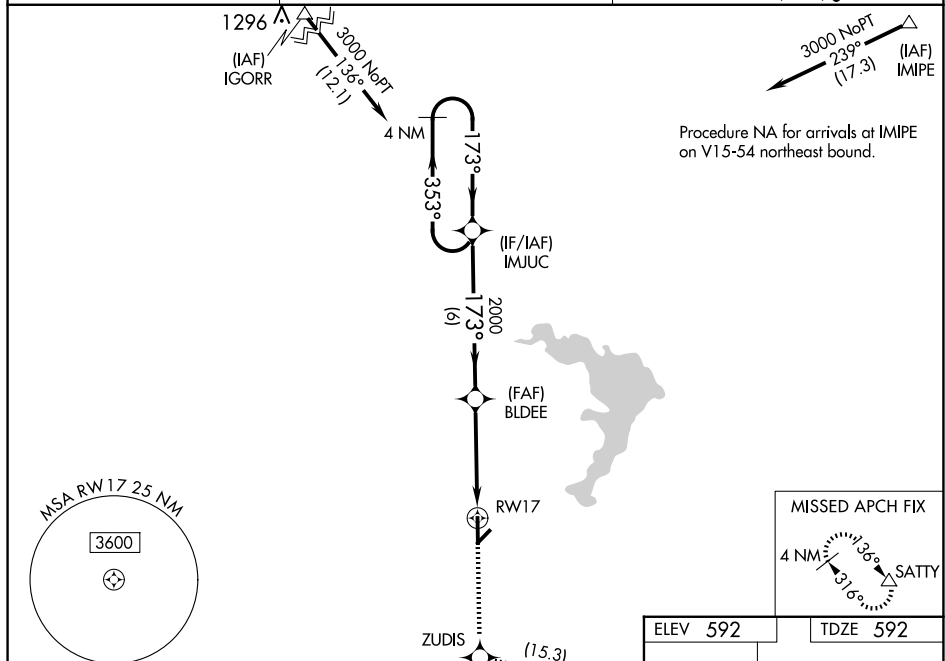 1296
(IAF)
IGORR
3000 NoPT
136°
(12.1)
3000 NoPT
239°
(17.3)
(IAF)
IMIPE
Procedure NA for arrivals at IMIPE
on V15-54 northeast bound.
4 NM
173°
353°
(IF/IAF)
IMJUC
2000
173°
(6)
(FAF)
BLDEE
RW17
MSA RW17 25 NM
3600
MISSED APCH FIX
4 NM
136°
316°
SATTY
ZUDIS
(15.3)
ELEV 592
TDZE 592